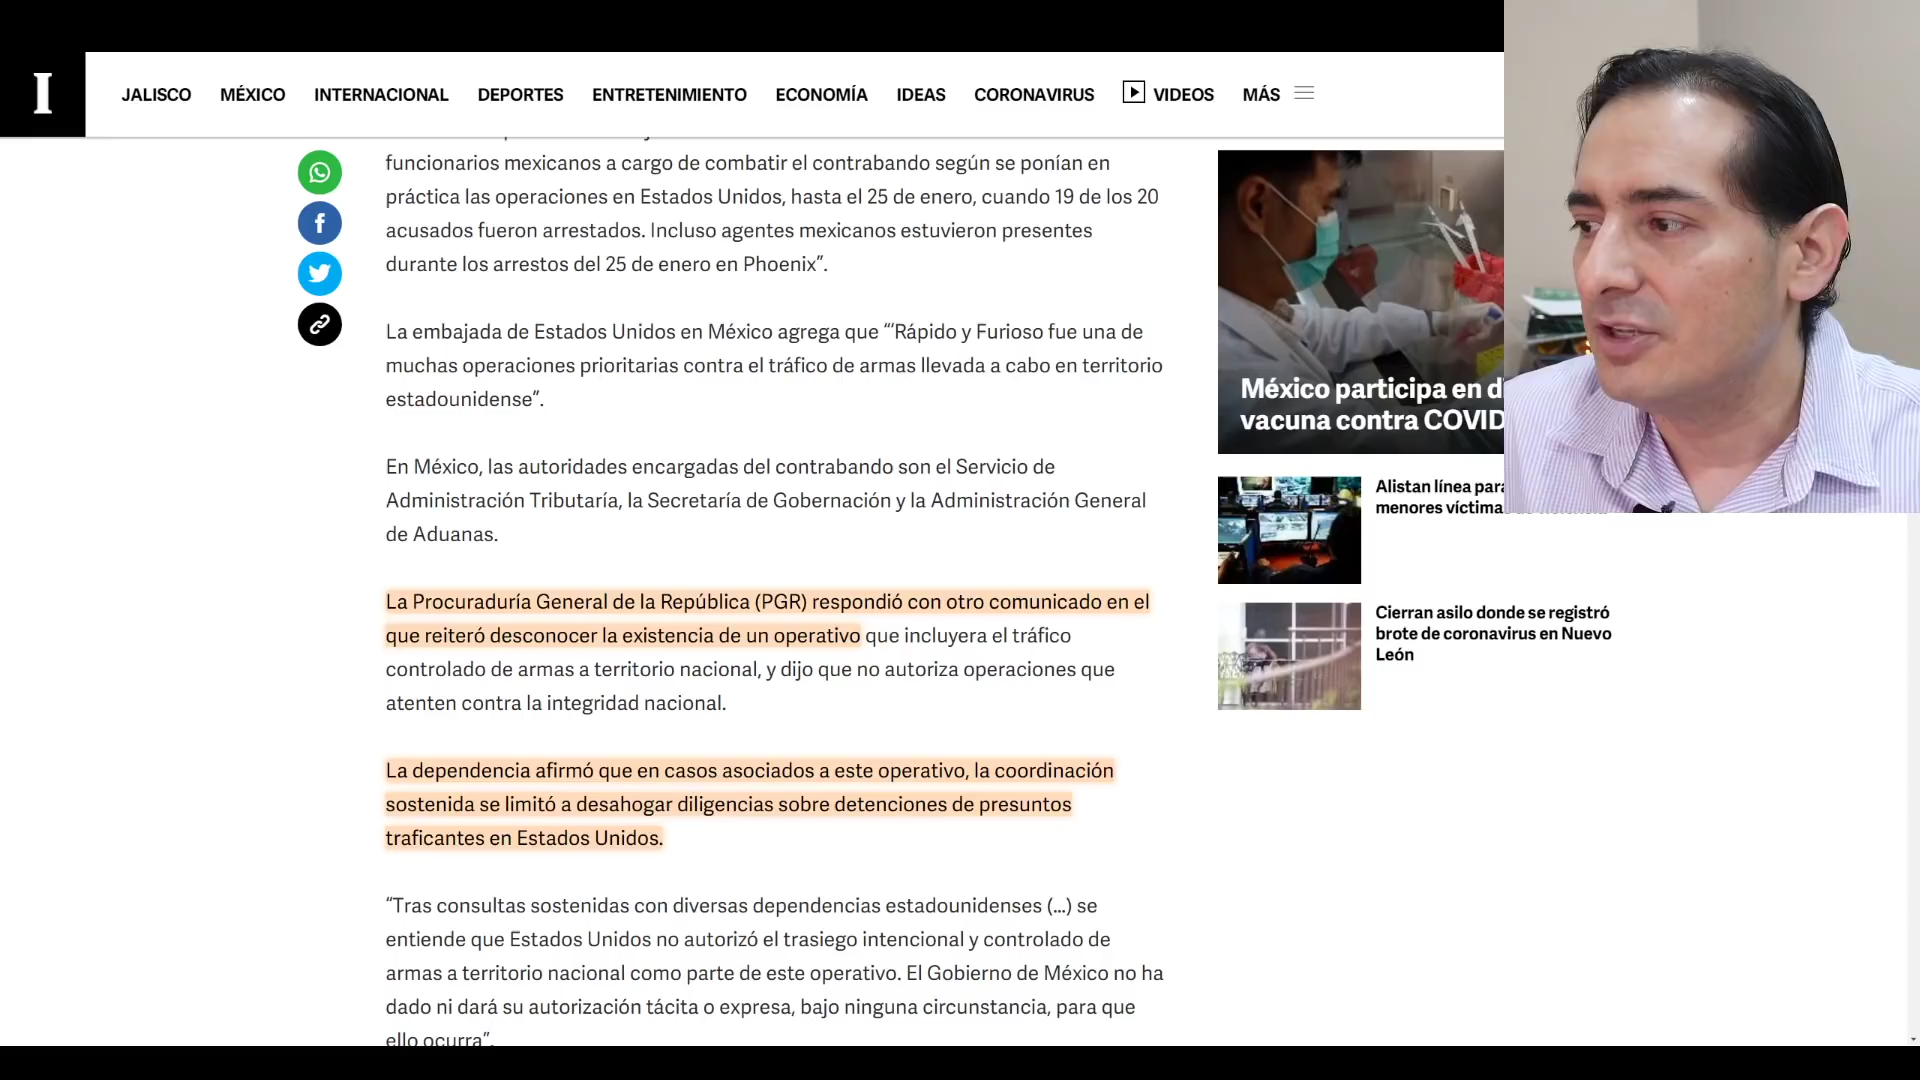 I
JALISCO MÉXICO INTERNACIONAL DEPORTES ENTRETENIMIENTO ECONOMÍA IDEAS CORONAVIRUS VIDEOS MÁS
funcionarios mexicanos a cargo de combatir el contrabando según se ponían en
práctica las operaciones en Estados Unidos, hasta el 25 de enero, cuando 19 de los 20
acusados fueron arrestados. Incluso agentes mexicanos estuvieron presentes
durante los arrestos del 25 de enero en Phoenix”.
La embajada de Estados Unidos en México agrega que “‘Rápido y Furioso fue una de
muchas operaciones prioritarias contra el tráfico de armas llevada a cabo en territorio
estadounidense”.
En México, las autoridades encargadas del contrabando son el Servicio de
Administración Tributaría, la Secretaría de Gobernación y la Administración General
de Aduanas.
La Procuraduría General de la República (PGR) respondió con otro comunicado en el
que reiteró desconocer la existencia de un operativo que incluyera el tráfico
controlado de armas a territorio nacional, y dijo que no autoriza operaciones que
atenten contra la integridad nacional.
La dependencia afirmó que en casos asociados a este operativo, la coordinación
sostenida se limitó a desahogar diligencias sobre detenciones de presuntos
traficantes en Estados Unidos.
“Tras consultas sostenidas con diversas dependencias estadounidenses (...) se
entiende que Estados Unidos no autorizó el trasiego intencional y controlado de
armas a territorio nacional como parte de este operativo. El Gobierno de México no ha
dado ni dará su autorización tácita o expresa, bajo ninguna circunstancia, para que
ello ocurra”.
México participa en
vacuna contra COVID
Alistan línea para
menores víctimas
Cierran asilo donde se registró
brote de coronavirus en Nuevo
León